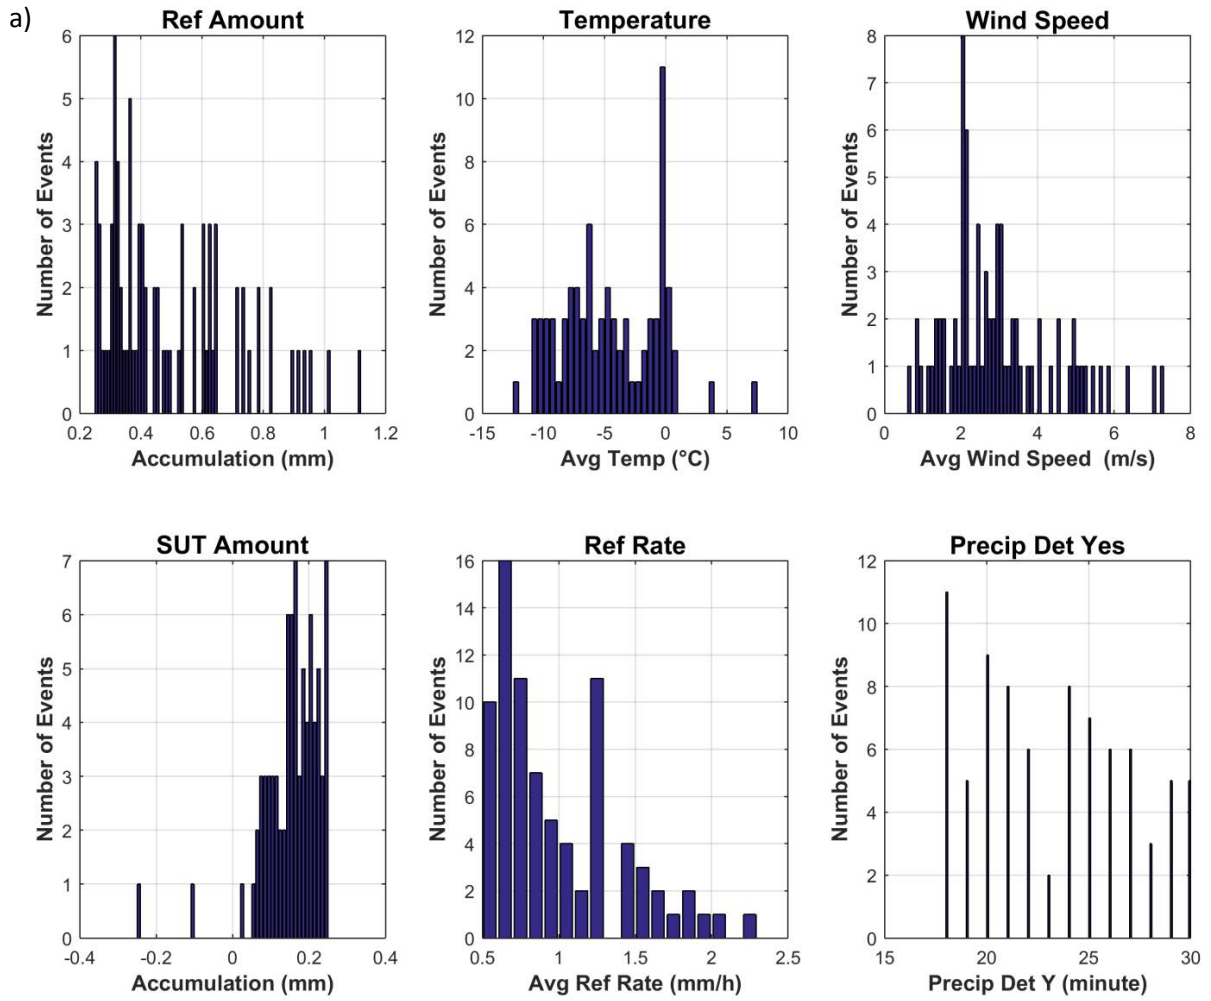 a)
Ref Amount
Number of Events
6
5
4
3
2
1
0
0.2 0.4 0.6 0.8 1 1.2
Accumulation (mm)
Temperature
Number of Events
12
10
8
6
4
2
0
-15 -10 -5 0 5 10
Avg Temp (°C)
Wind Speed
Number of Events
8
7
6
5
4
3
2
1
0
0 2 4 6 8
Avg Wind Speed (m/s)
SUT Amount
Number of Events
7
6
5
4
3
2
1
0
-0.4 -0.2 0 0.2 0.4
Accumulation (mm)
Ref Rate
Number of Events
16
14
12
10
8
6
4
2
0
0.5 1 1.5 2 2.5
Avg Ref Rate (mm/h)
Precip Det Yes
Number of Events
12
10
8
6
4
2
0
15 20 25 30
Precip Det Y (minute)